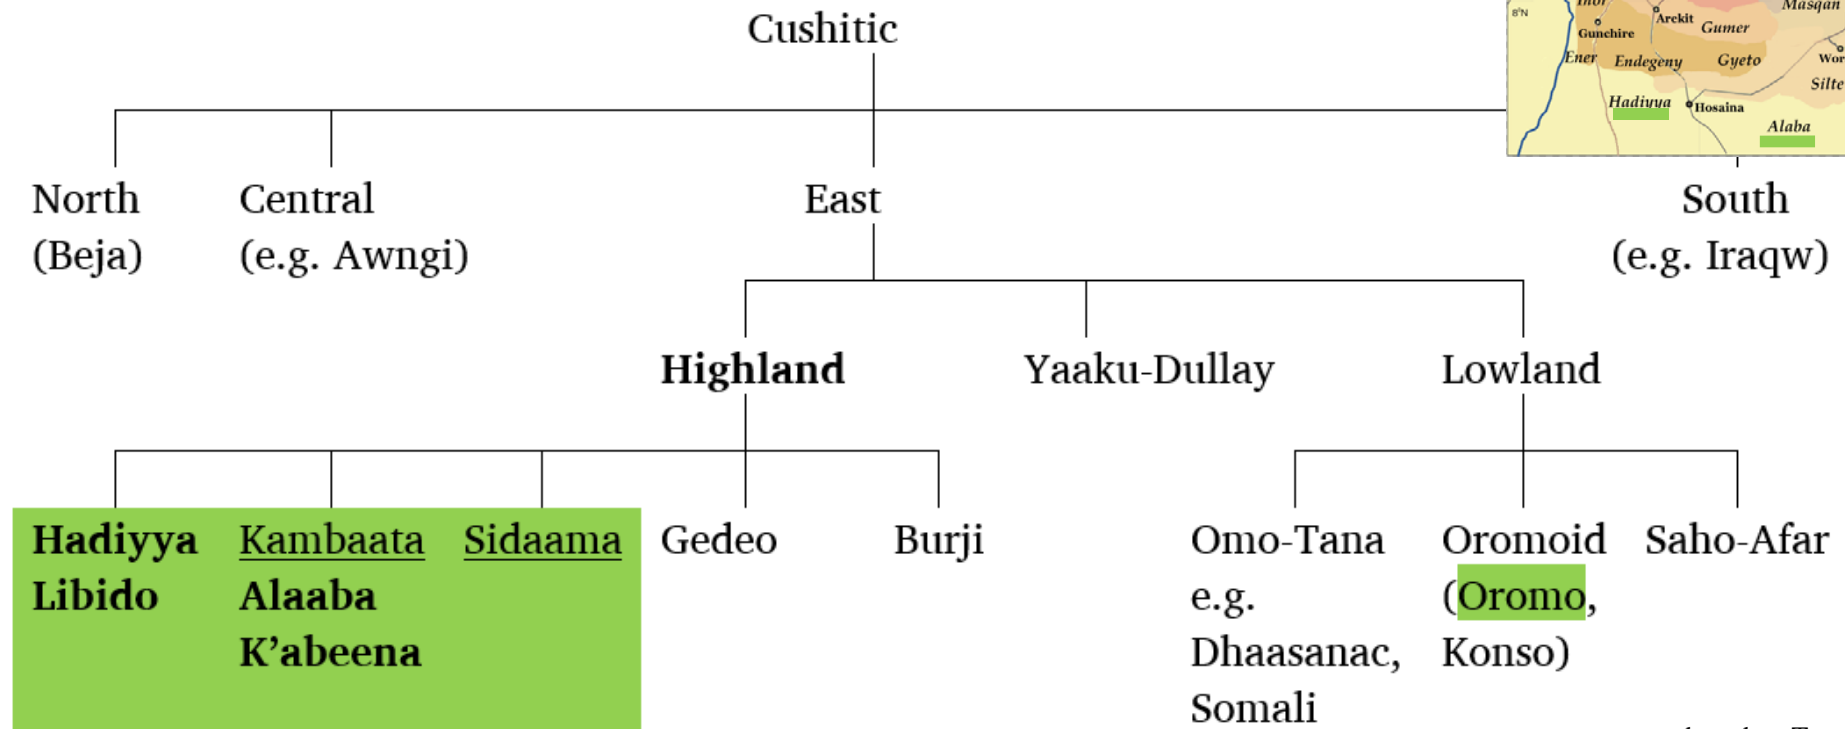 Cushitic
8°N
Arekit
Gumer
Masqan
Gunchire
Ener
Endegeny
Gyeto
Silte
Hadiyya
Hosaina
Alaba
North
(Beja)
Central
(e.g. Awngi)
East
South
(e.g. Iraqw)
Highland
Yaaku-Dullay
Lowland
Hadiyya
Libido
Kambaata
Alaaba
K’abeena
Sidaama
Gedeo
Burji
Omo-Tana
e.g.
Dhaasanac,
Somali
Oromoid
(Oromo,
Konso)
Saho-Afar